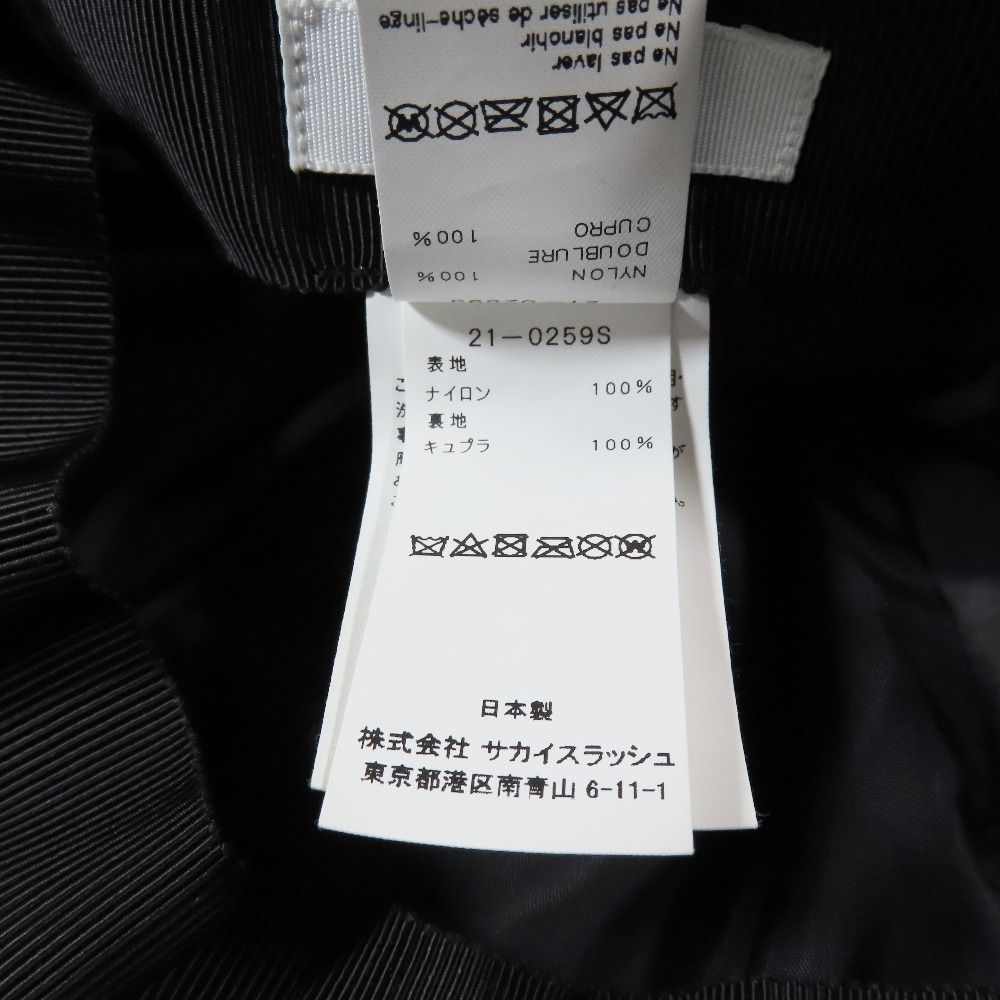 Ne pas laver
Ne pas blanchir
Ne pas utiliser de sèche-linge
NYLON 100%
DOUBLURE
CUPRO 100%
21-0259S
表地
ナイロン 100%
裏地
キュプラ 100%
日本製
株式会社 サカイスラッシュ
東京都港区南青山 6-11-1